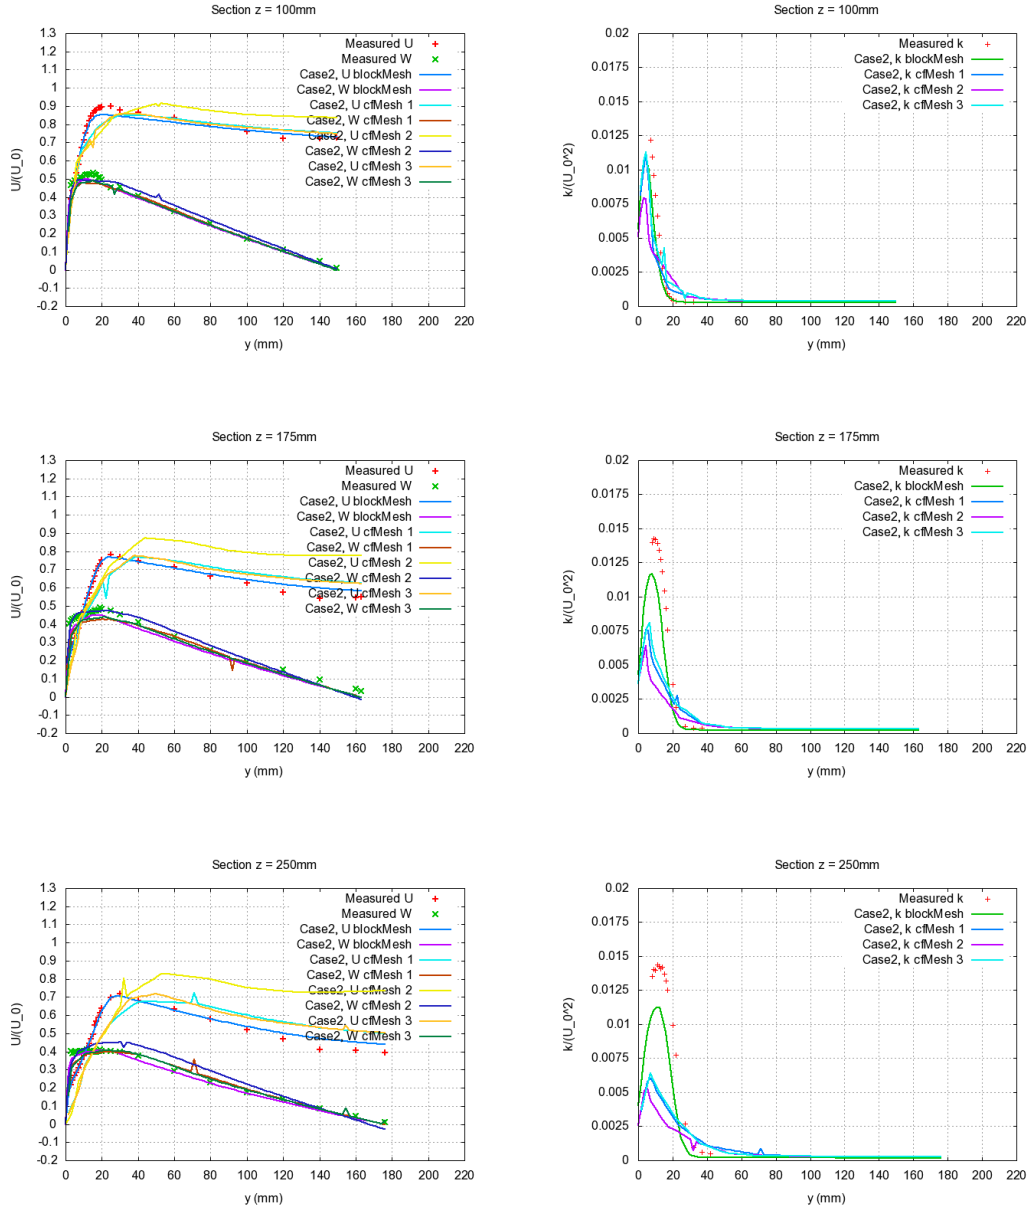 Section z = 100mm
1.3
1.2
1.1
1
0.9
0.8
0.7
0.6
0.5
0.4
0.3
0.2
0.1
0
-0.1
-0.2
U/(U_0)
Measured U
Measured W
Case2, U blockMesh
Case2, W blockMesh
Case2, U cfMesh 1
Case2, W cfMesh 1
Case2, U cfMesh 2
Case2, W cfMesh 2
Case2, U cfMesh 3
Case2, W cfMesh 3
0 20 40 60 80 100 120 140 160 180 200 220
y (mm)
Section z = 100mm
0.02
0.0175
0.015
0.0125
0.01
0.0075
0.005
0.0025
0
k/(U_0^2)
Measured k
Case2, k blockMesh
Case2, k cfMesh 1
Case2, k cfMesh 2
Case2, k cfMesh 3
0 20 40 60 80 100 120 140 160 180 200 220
y (mm)
Section z = 175mm
1.3
1.2
1.1
1
0.9
0.8
0.7
0.6
0.5
0.4
0.3
0.2
0.1
0
-0.1
-0.2
U/(U_0)
Measured U
Measured W
Case2, U blockMesh
Case2, W blockMesh
Case2, U cfMesh 1
Case2, W cfMesh 1
Case2, U cfMesh 2
Case2, W cfMesh 2
Case2, U cfMesh 3
Case2, W cfMesh 3
0 20 40 60 80 100 120 140 160 180 200 220
y (mm)
Section z = 175mm
0.02
0.0175
0.015
0.0125
0.01
0.0075
0.005
0.0025
0
k/(U_0^2)
Measured k
Case2, k blockMesh
Case2, k cfMesh 1
Case2, k cfMesh 2
Case2, k cfMesh 3
0 20 40 60 80 100 120 140 160 180 200 220
y (mm)
Section z = 250mm
1.3
1.2
1.1
1
0.9
0.8
0.7
0.6
0.5
0.4
0.3
0.2
0.1
0
-0.1
-0.2
U/(U_0)
Measured U
Measured W
Case2, U blockMesh
Case2, W blockMesh
Case2, U cfMesh 1
Case2, W cfMesh 1
Case2, U cfMesh 2
Case2, W cfMesh 2
Case2, U cfMesh 3
Case2, W cfMesh 3
0 20 40 60 80 100 120 140 160 180 200 220
y (mm)
Section z = 250mm
0.02
0.0175
0.015
0.0125
0.01
0.0075
0.005
0.0025
0
k/(U_0^2)
Measured k
Case2, k blockMesh
Case2, k cfMesh 1
Case2, k cfMesh 2
Case2, k cfMesh 3
0 20 40 60 80 100 120 140 160 180 200 220
y (mm)